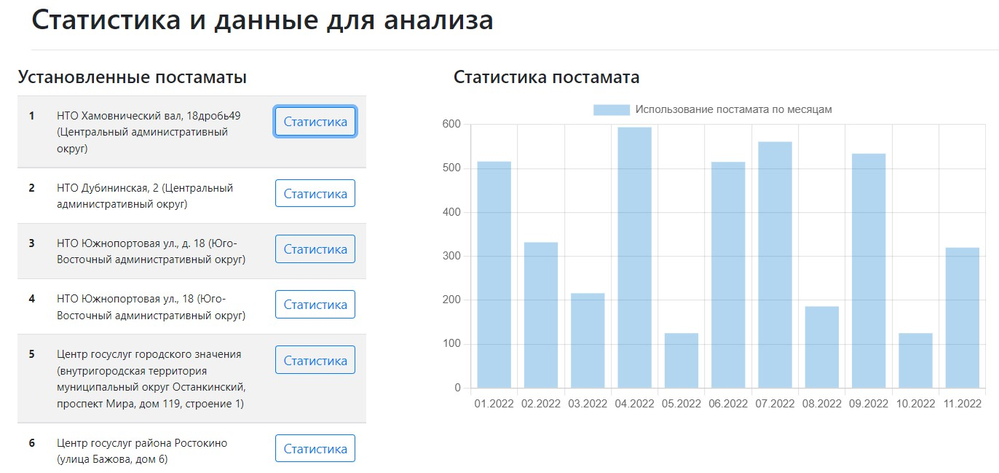 Статистика и данные для анализа
Установленные постаматы
1
НТО Хамовнический вал, 18дробь49
(Центральный административный
округ)
Статистика
2
НТО Дубининская, 2 (Центральный
административный округ)
Статистика
3
НТО Южнопортовая ул., д. 18 (Юго-
Восточный административный округ)
Статистика
4
НТО Южнопортовая ул., 18 (Юго-
Восточный административный округ)
Статистика
5
Центр госуслуг городского значения
(внутригородская территория
муниципальный округ Останкинский,
проспект Мира, дом 119, строение 1)
Статистика
6
Центр госуслуг района Ростокино
(улица Бажова, дом 6)
Статистика
Статистика постамата
Использование постамата по месяцам
600
500
400
300
200
100
0
01.2022 02.2022 03.2022 04.2022 05.2022 06.2022 07.2022 08.2022 09.2022 10.2022 11.2022